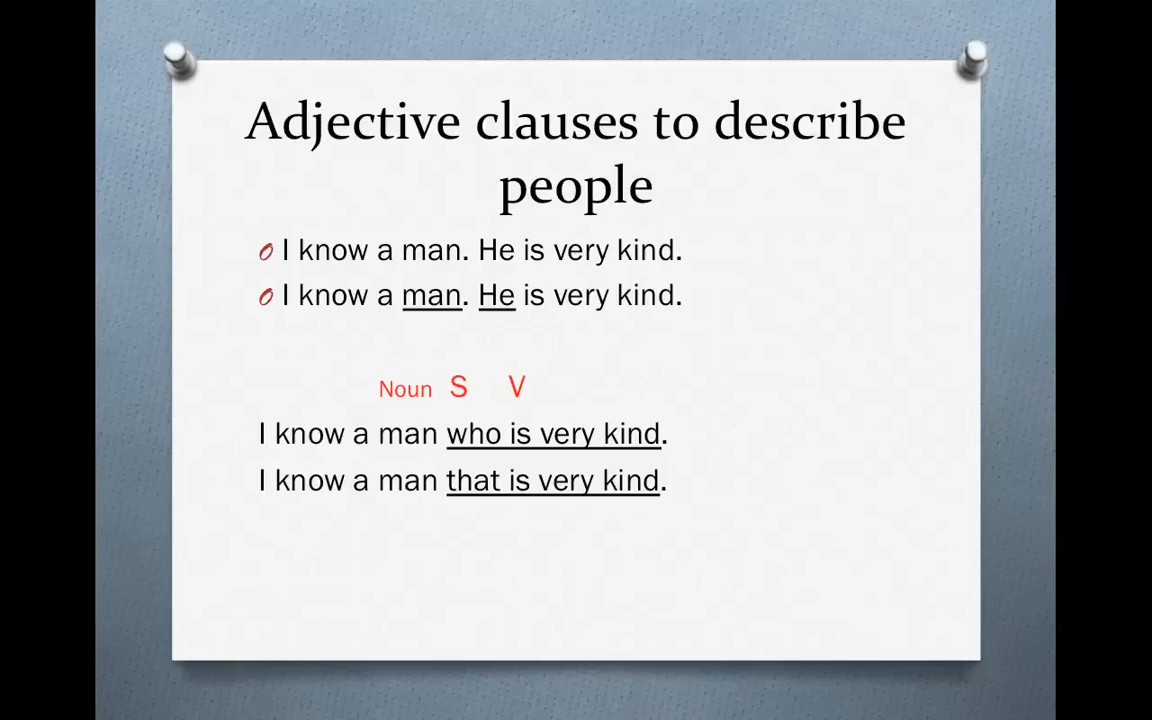 Adjective clauses to describe
people
I know a man. He is very kind.
I know a man. He is very kind.
Noun S V
I know a man who is very kind.
I know a man that is very kind.